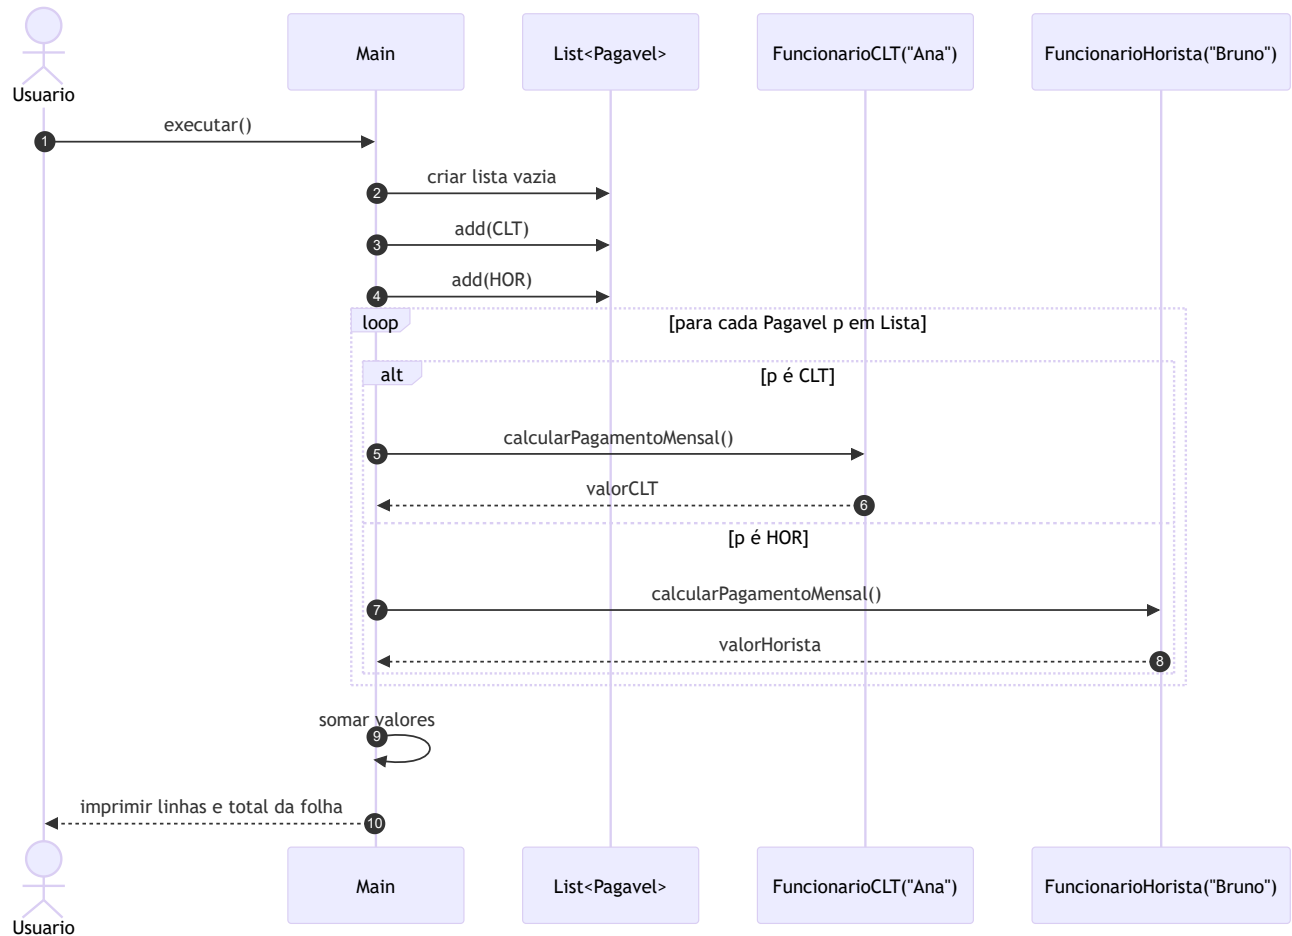 Usuario
Main
List<Pagavel>
FuncionarioCLT("Ana")
FuncionarioHorista("Bruno")
1
executar()
2
criar lista vazia
3
add(CLT)
4
add(HOR)
loop
[para cada Pagavel p em Lista]
alt
[p é CLT]
5
calcularPagamentoMensal()
valorCLT
6
[p é HOR]
7
calcularPagamentoMensal()
valorHorista
8
somar valores
9
imprimir linhas e total da folha
10
Usuario
Main
List<Pagavel>
FuncionarioCLT("Ana")
FuncionarioHorista("Bruno")